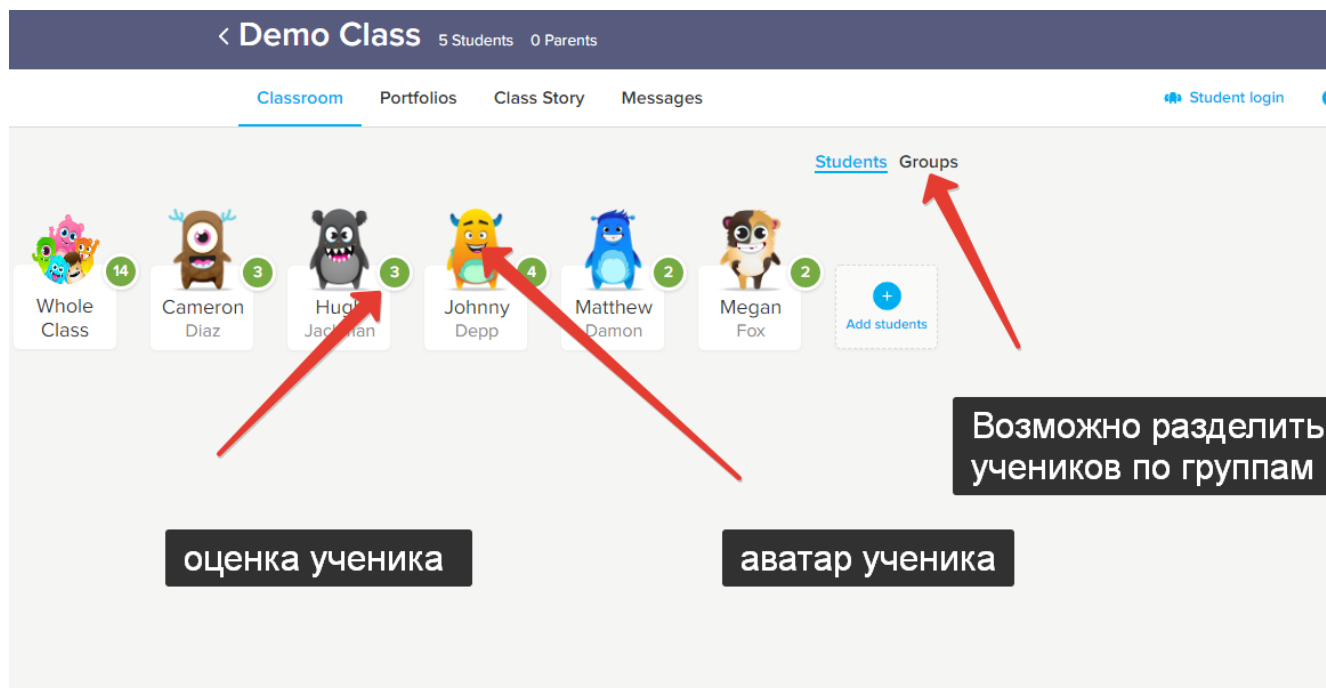 Demo Class 5 Students 0 Parents
Classroom Portfolios Class Story Messages Student login
Students Groups
14 3 3 4 2 2
Whole Class
Cameron Diaz
Hugh
Johnny Depp
Matthew Damon
Megan Fox
Add students
Возможно разделить
учеников по группам
оценка ученика
аватар ученика